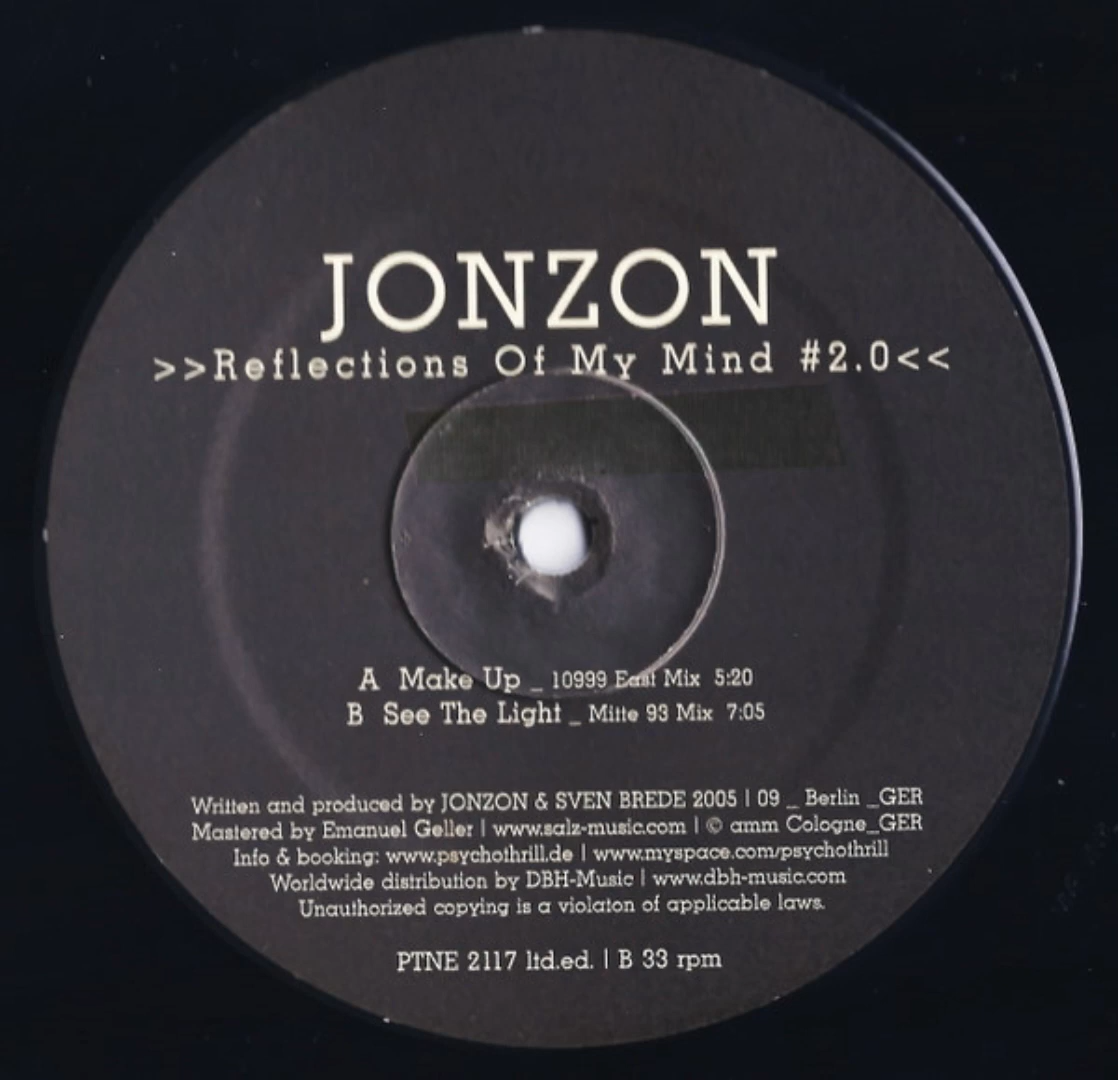 JONZON
>>Reflections Of My Mind #2.0<<
A Make Up _ 10999 East Mix 5:20
B See The Light _ Mitte 93 Mix 7:05
Written and produced by JONZON & SVEN BREDE 2005 | 09 _ Berlin _GER
Mastered by Emanuel Geller | www.salz-music.com | © amm Cologne_GER
Info & booking: www.psychothrill.de | www.myspace.com/psychothrill
Worldwide distribution by DBH-Music | www.dbh-music.com
Unauthorized copying is a violaton of applicable laws.
PTNE 2117 ltd.ed. | B 33 rpm